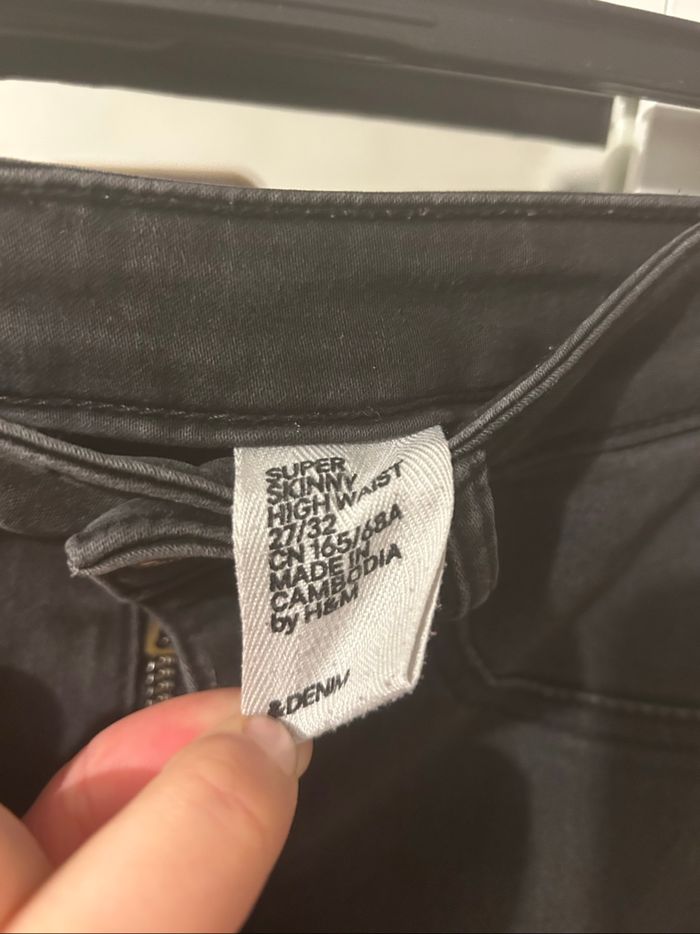 SUPER
SKINNY
HIGH WAIST
27/32
CN 165/68A
MADE IN
CAMBODIA
by H&M
&DENIM